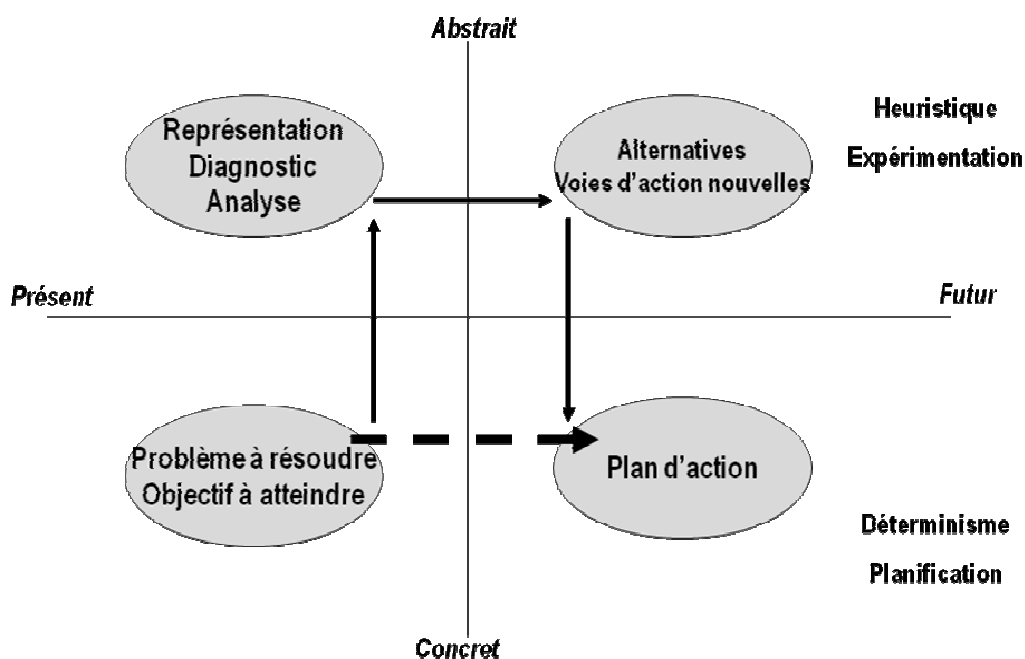 Abstrait
Représentation
Diagnostic
Analyse
Alternatives
Voies d'action nouvelles
Heuristique
Expérimentation
Présent
Futur
Problème à résoudre
Objectif à atteindre
Plan d'action
Déterminisme
Planification
Concret